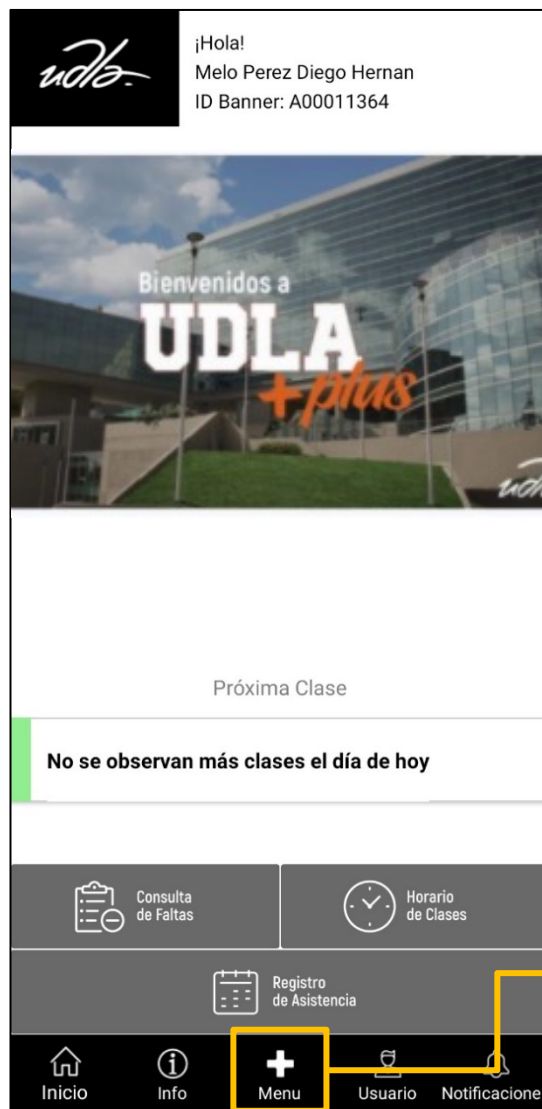 udla-
¡Hola!
Melo Perez Diego Hernan
ID Banner: A00011364
Bienvenidos a
UDLA
+plus
Próxima Clase
No se observan más clases el día de hoy
Consulta
de Faltas
Horario
de Clases
Registro
de Asistencia
Inicio
Info
Menu
Usuario
Notificacione